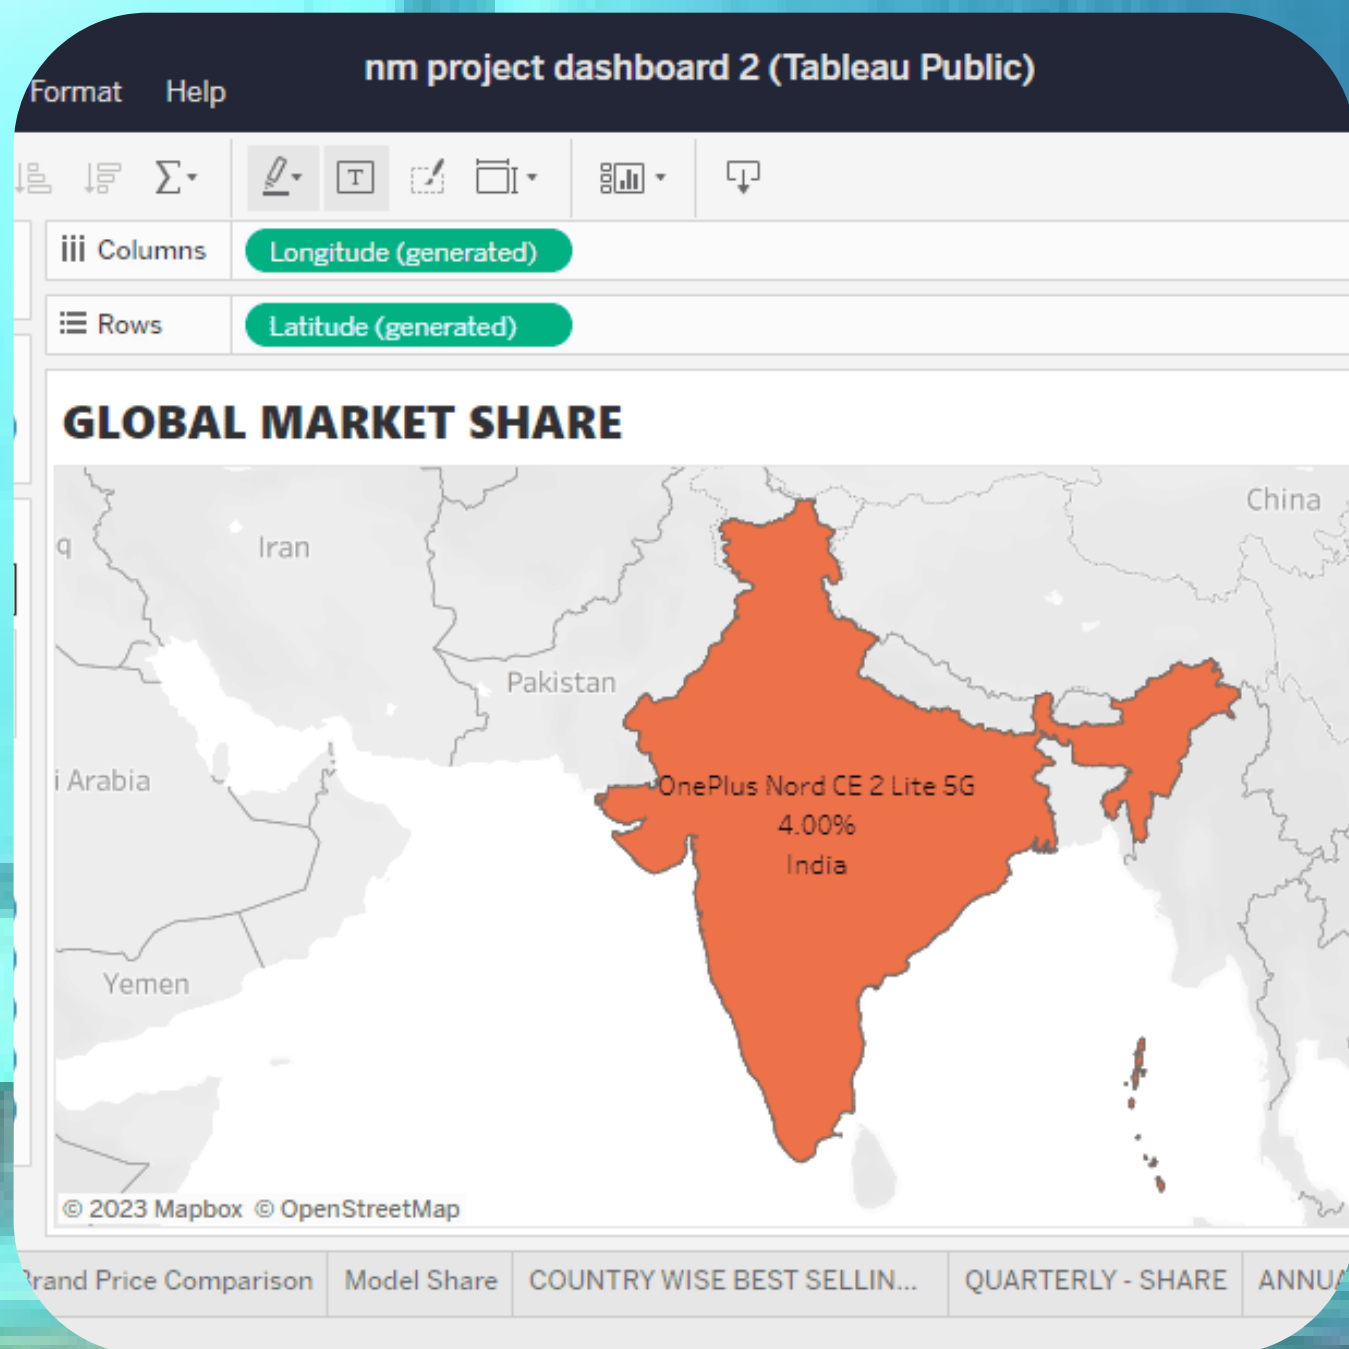 nm project dashboard 2 (Tableau Public)
Format Help
Columns Longitude (generated)
Rows Latitude (generated)
GLOBAL MARKET SHARE
China
Iran
Pakistan
Arabia
OnePlus Nord CE 2 Lite 5G
4.00%
India
Yemen
© 2023 Mapbox © OpenStreetMap
Price Comparison Model Share COUNTRY WISE BEST SELLIN... QUARTERLY - SHARE